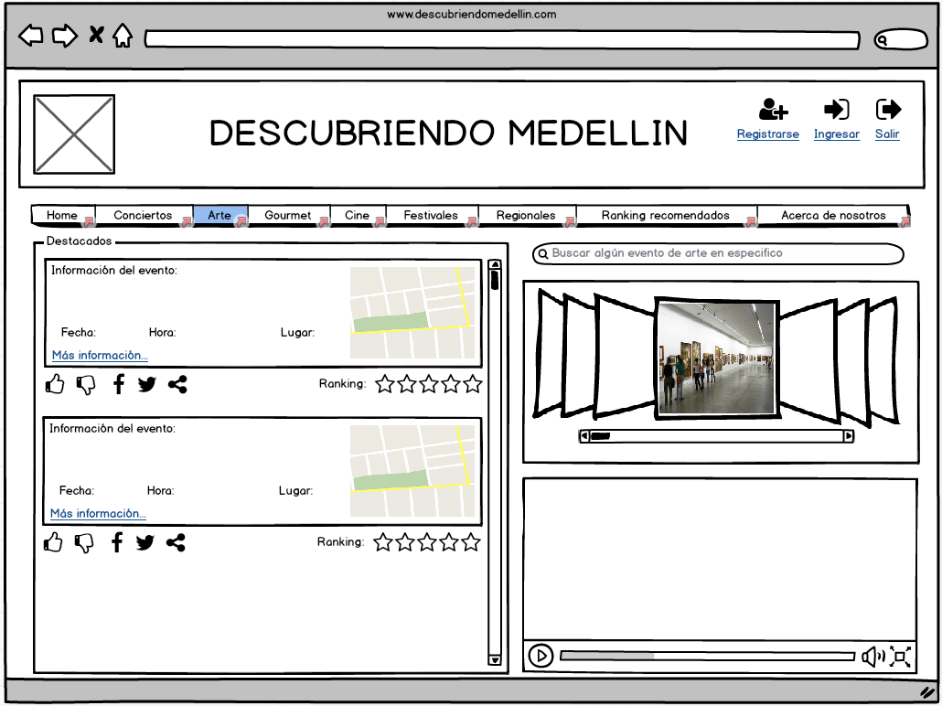 www.descubriendomedellin.com
DESCUBRIENDO MEDELLIN
Registrarse Ingresar Salir
Home Conciertos Arte Gourmet Cine Festivales Regionales Ranking recomendados Acerca de nosotros
Destacados
Buscar algún evento de arte en especifico
Información del evento:
Fecha: Hora: Lugar:
Más información...
Ranking:
Información del evento:
Fecha: Hora: Lugar:
Más información...
Ranking: